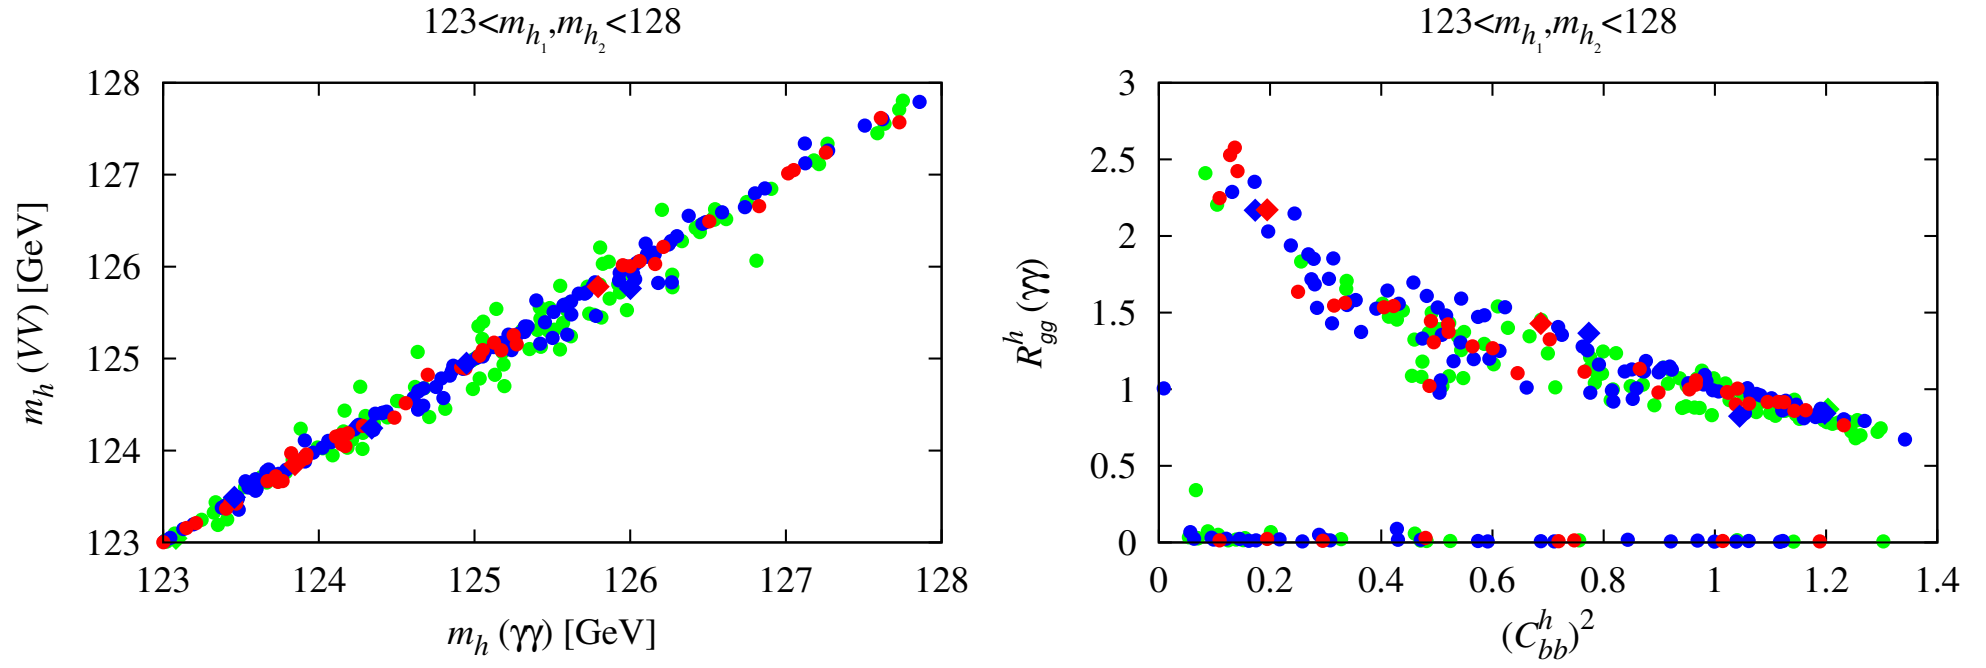 123<m_{h_1},m_{h_2}<128
128
127
126
125
124
123
123 124 125 126 127 128
m_h (VV) [GeV]
m_h (γγ) [GeV]
123<m_{h_1},m_{h_2}<128
3
2.5
2
1.5
1
0.5
0
0 0.2 0.4 0.6 0.8 1 1.2 1.4
R^h_{gg} (γγ)
(C^h_{bb})^2